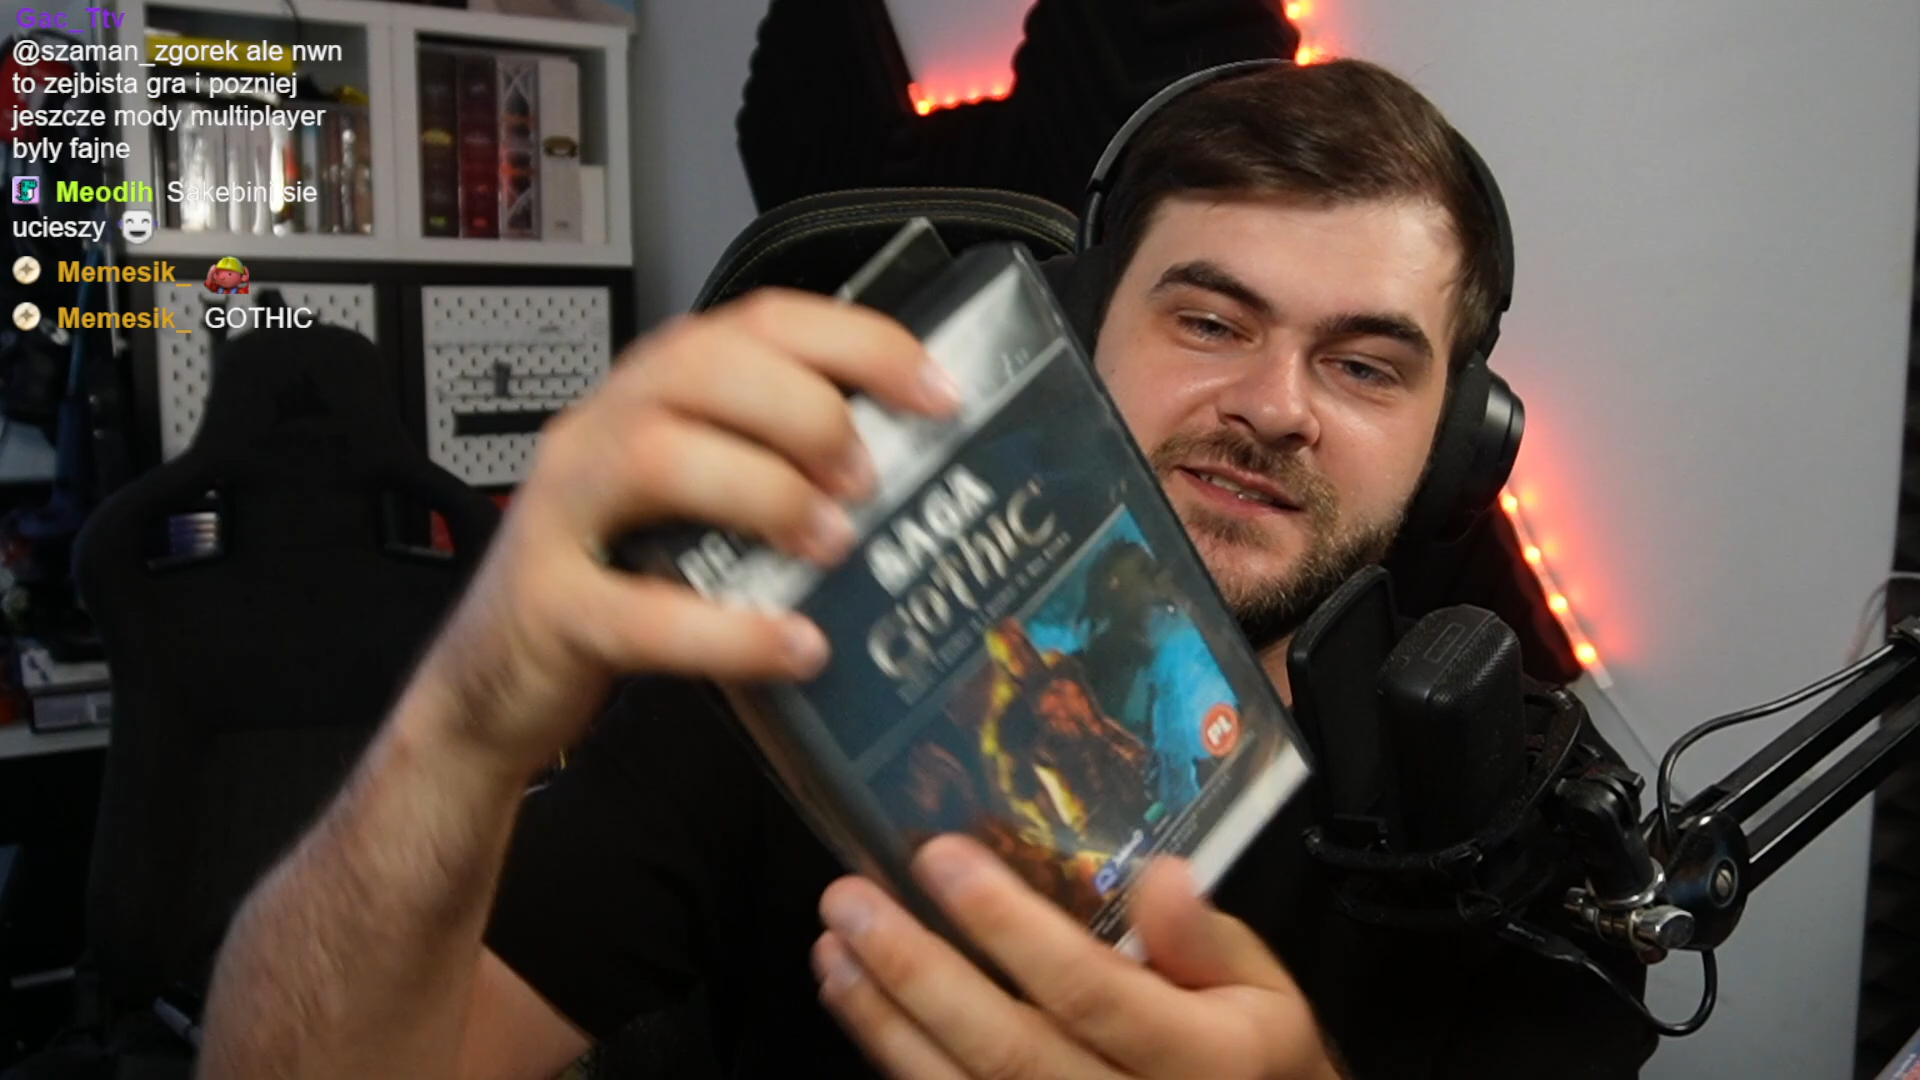 Gac_Ttv
@szaman_zgorek ale nwn
to zejbista gra i pozniej
jeszcze mody multiplayer
byly fajne
Meodih Sakebini sie
ucieszy
Memesik_
Memesik_ GOTHIC
SAGA
GOTHIC
PL